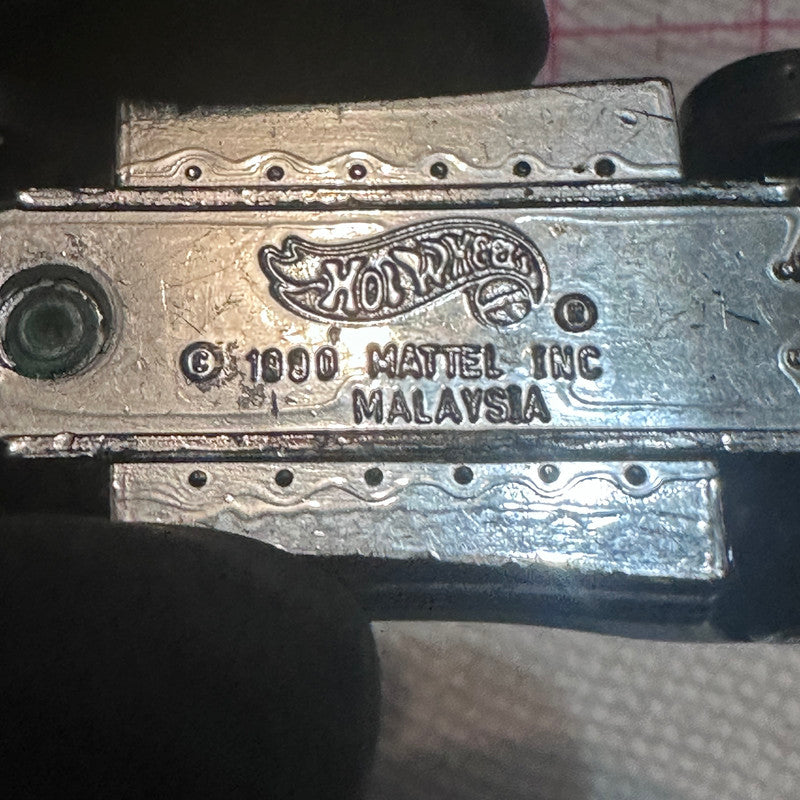 HOT WHEELS
®
© 1990 MATTEL INC
MALAYSIA